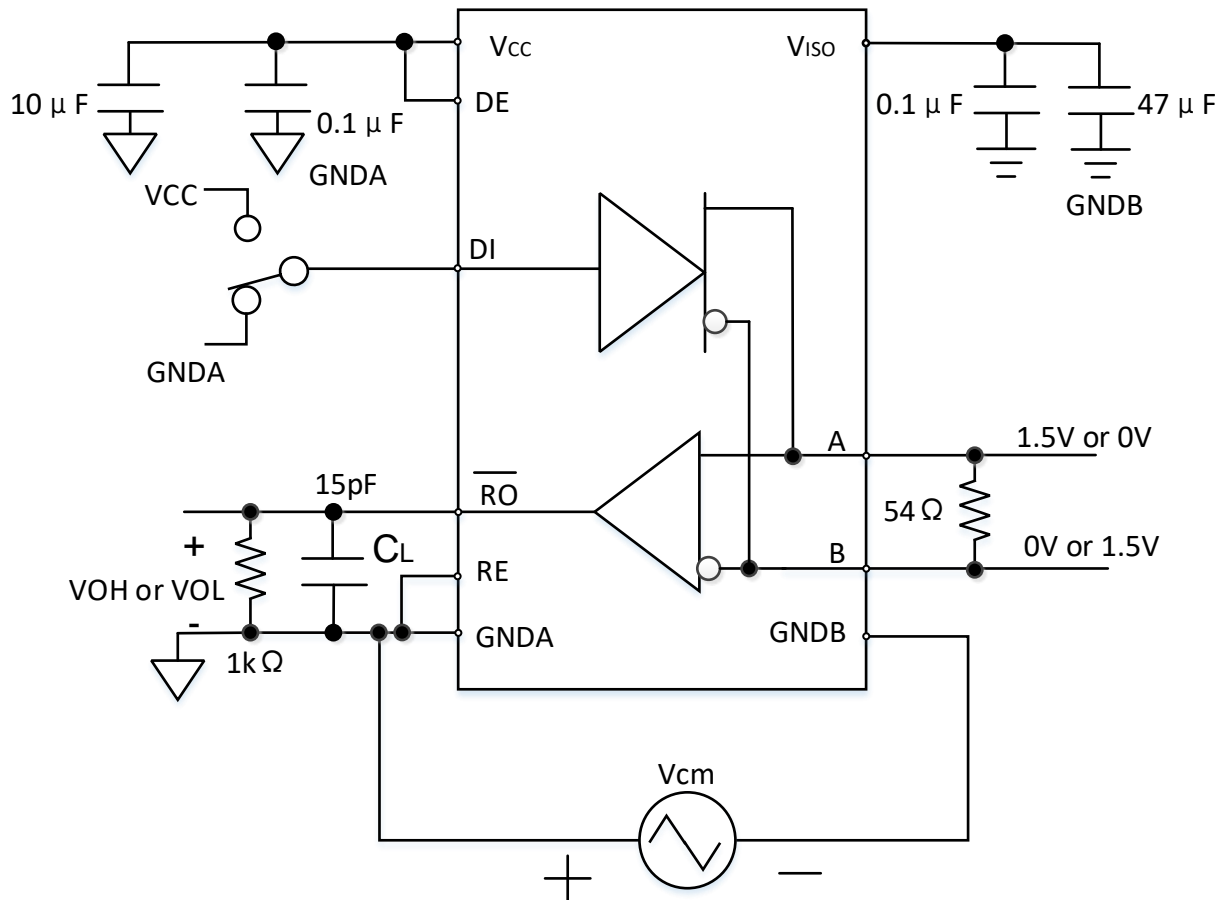 VCC
VISO
10 μ F
DE
0.1 μ F
0.1 μ F
47 μ F
GNDA
VCC
GNDB
DI
GNDA
A
1.5V or 0V
15pF
RO
54 Ω
+
CL
B
0V or 1.5V
VOH or VOL
RE
-
GNDA
GNDB
1k Ω
Vcm
+
—